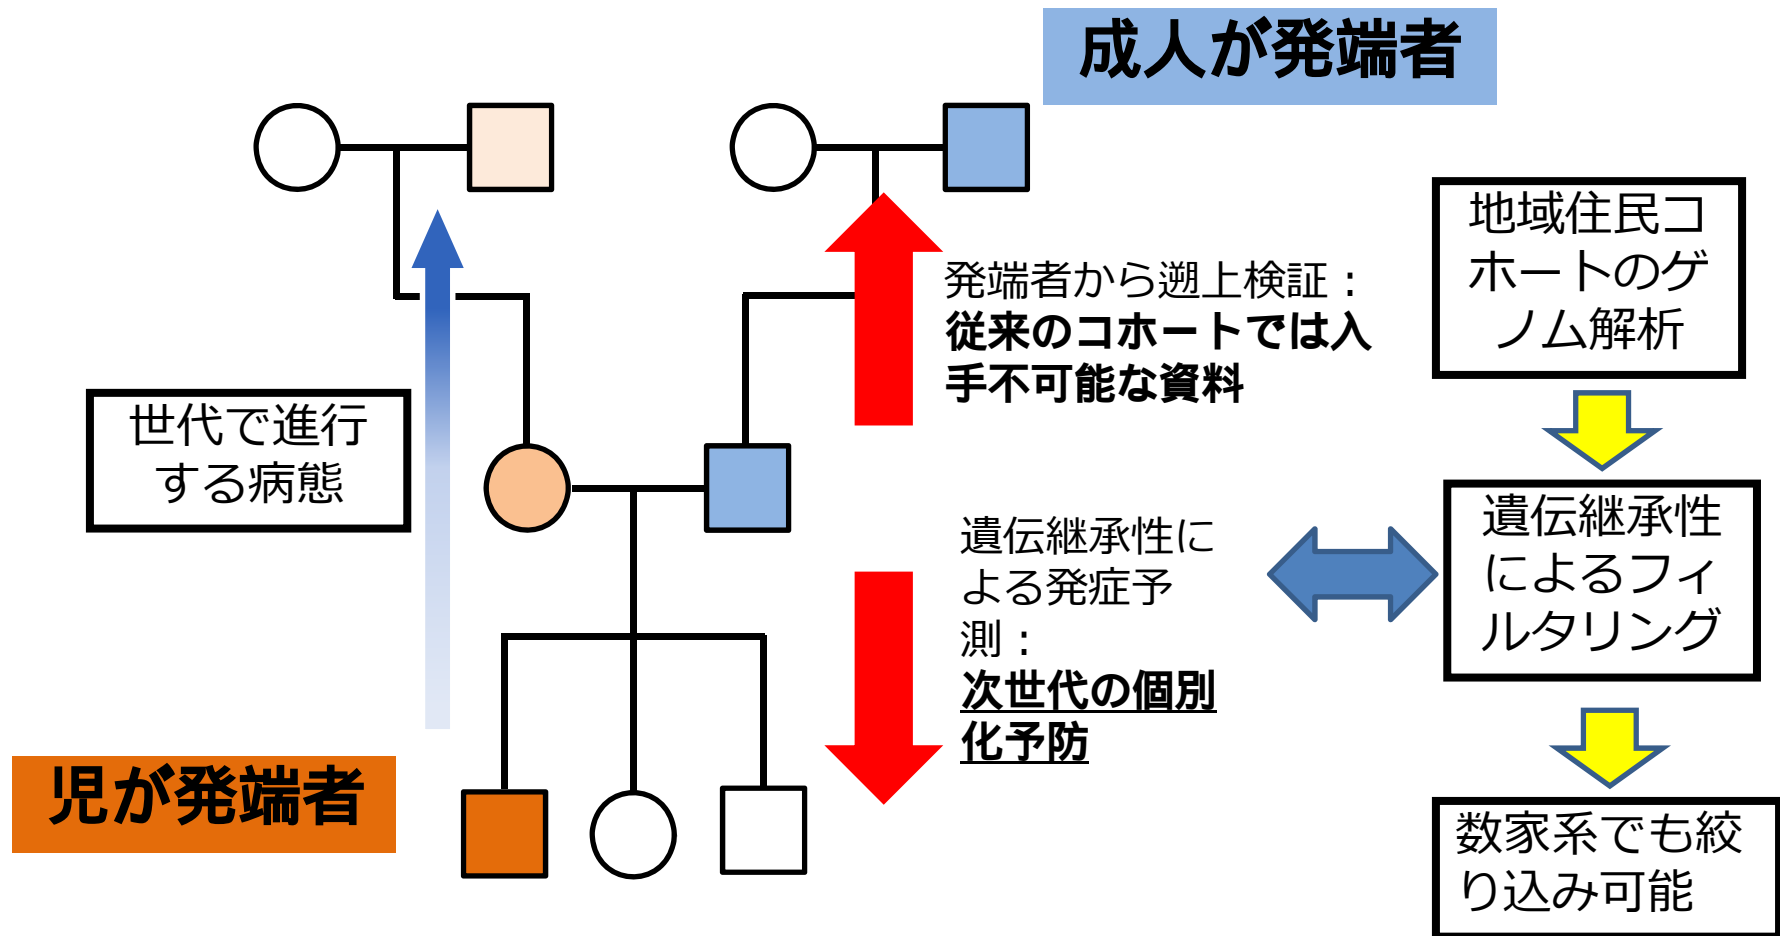 成人が発端者
発端者から遡上検証：
従来のコホートでは入
手不可能な資料
世代で進行
する病態
遺伝継承性に
よる発症予
測：
次世代の個別
化予防
児が発端者
地域住民コ
ホートのゲ
ノム解析
遺伝継承性
によるフィ
ルタリング
数家系でも絞
り込み可能